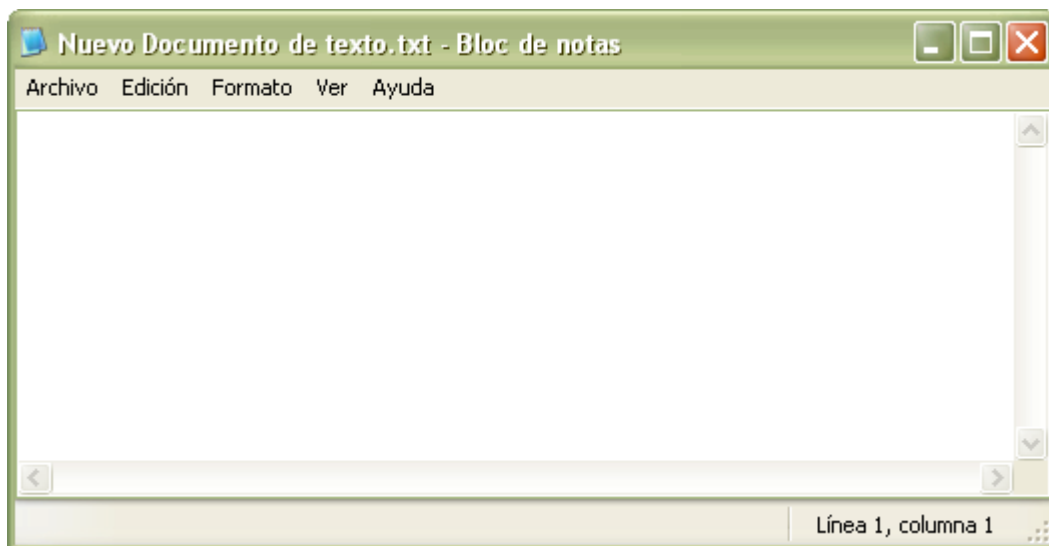 Nuevo Documento de texto.txt - Bloc de notas
Archivo Edición Formato Ver Ayuda
Línea 1, columna 1